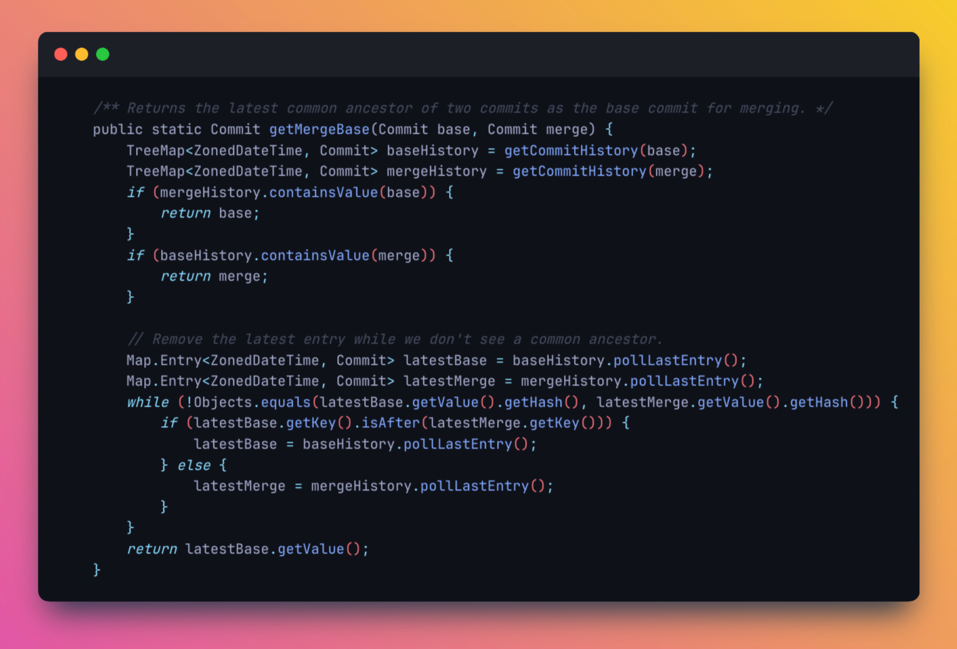 /** Returns the latest common ancestor of two commits as the base commit for merging. */
public static Commit getMergeBase(Commit base, Commit merge) {
    TreeMap<ZonedDateTime, Commit> baseHistory = getCommitHistory(base);
    TreeMap<ZonedDateTime, Commit> mergeHistory = getCommitHistory(merge);
    if (mergeHistory.containsValue(base)) {
        return base;
    }
    if (baseHistory.containsValue(merge)) {
        return merge;
    }

    // Remove the latest entry while we don't see a common ancestor.
    Map.Entry<ZonedDateTime, Commit> latestBase = baseHistory.pollLastEntry();
    Map.Entry<ZonedDateTime, Commit> latestMerge = mergeHistory.pollLastEntry();
    while (!Objects.equals(latestBase.getValue().getHash(), latestMerge.getValue().getHash())) {
        if (latestBase.getKey().isAfter(latestMerge.getKey())) {
            latestBase = baseHistory.pollLastEntry();
        } else {
            latestMerge = mergeHistory.pollLastEntry();
        }
    }
    return latestBase.getValue();
}